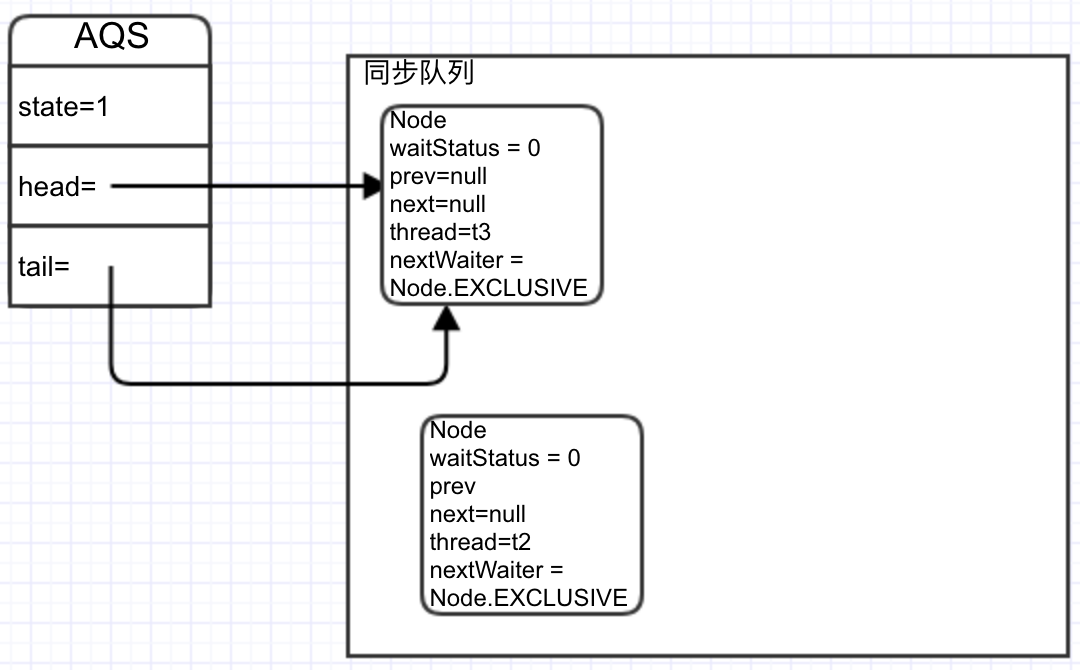 AQS
state=1
head=
tail=
同步队列
Node
waitStatus = 0
prev=null
next=null
thread=t3
nextWaiter =
Node.EXCLUSIVE
Node
waitStatus = 0
prev
next=null
thread=t2
nextWaiter =
Node.EXCLUSIVE